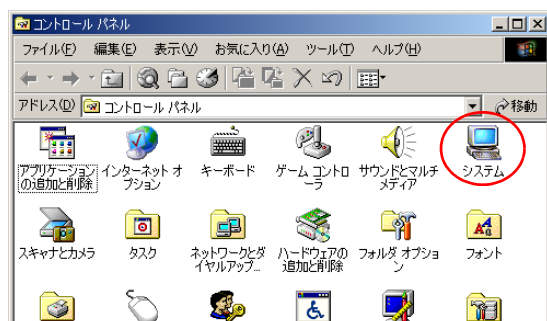 コントロール パネル
ファイル(F) 編集(E) 表示(V) お気に入り(A) ツール(T) ヘルプ(H)
アドレス(D) コントロール パネル 移動
アプリケーション
の追加と削除
インターネット オ
プション
キーボード
ゲーム コントロ
ーラ
サウンドとマルチ
メディア
システム
スキャナとカメラ
タスク
ネットワークとダ
イヤルアップ...
ハードウェアの
追加と削除
フォルダ オプショ
ン
フォント